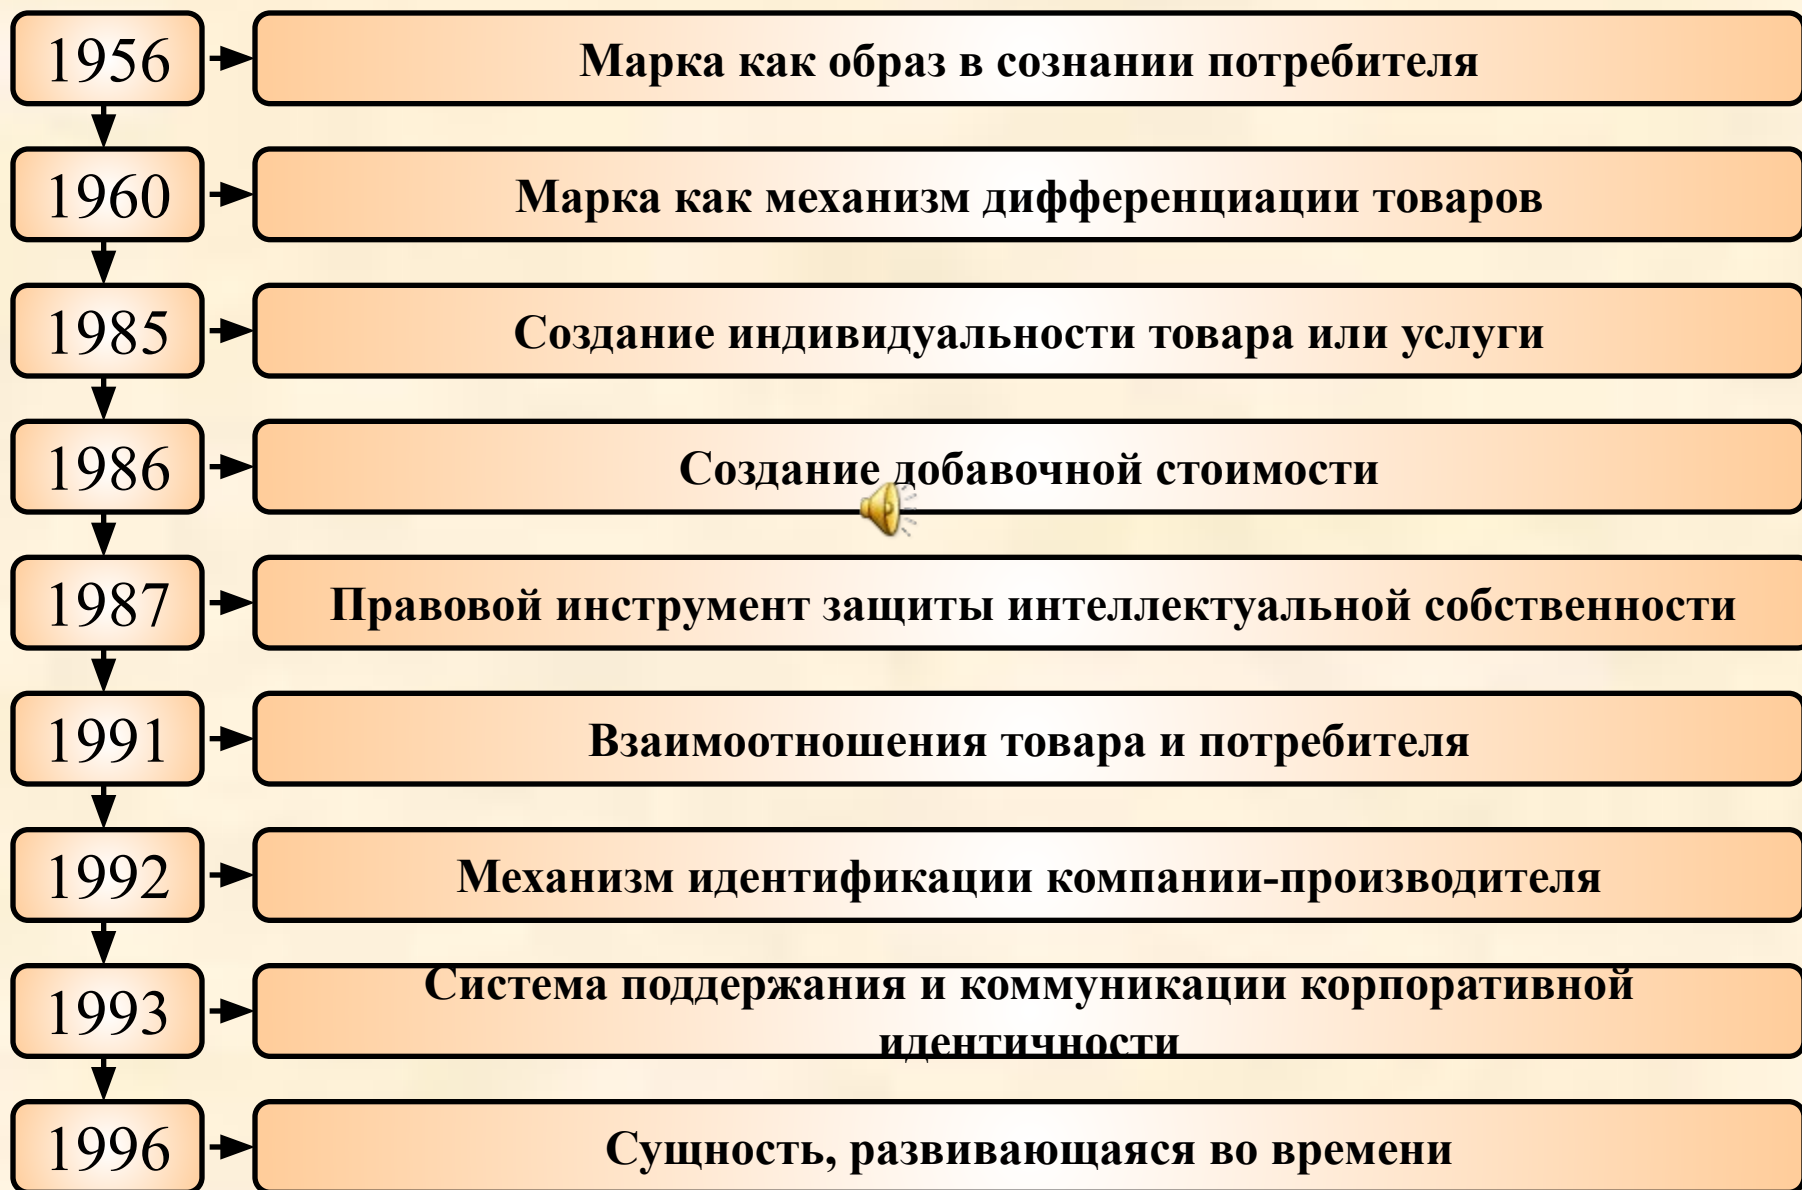 1956
Марка как образ в сознании потребителя
1960
Марка как механизм дифференциации товаров
1985
Создание индивидуальности товара или услуги
1986
Создание добавочной стоимости
1987
Правовой инструмент защиты интеллектуальной собственности
1991
Взаимоотношения товара и потребителя
1992
Механизм идентификации компании-производителя
1993
Система поддержания и коммуникации корпоративной
идентичности
1996
Сущность, развивающаяся во времени